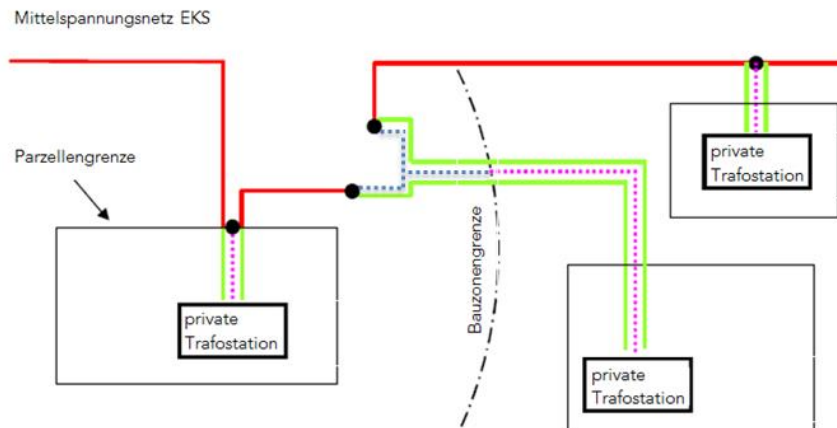 Mittelspannungsnetz EKS
Parzellengrenze
private
Trafostation
Bauzonengrenze
private
Trafostation
private
Trafostation